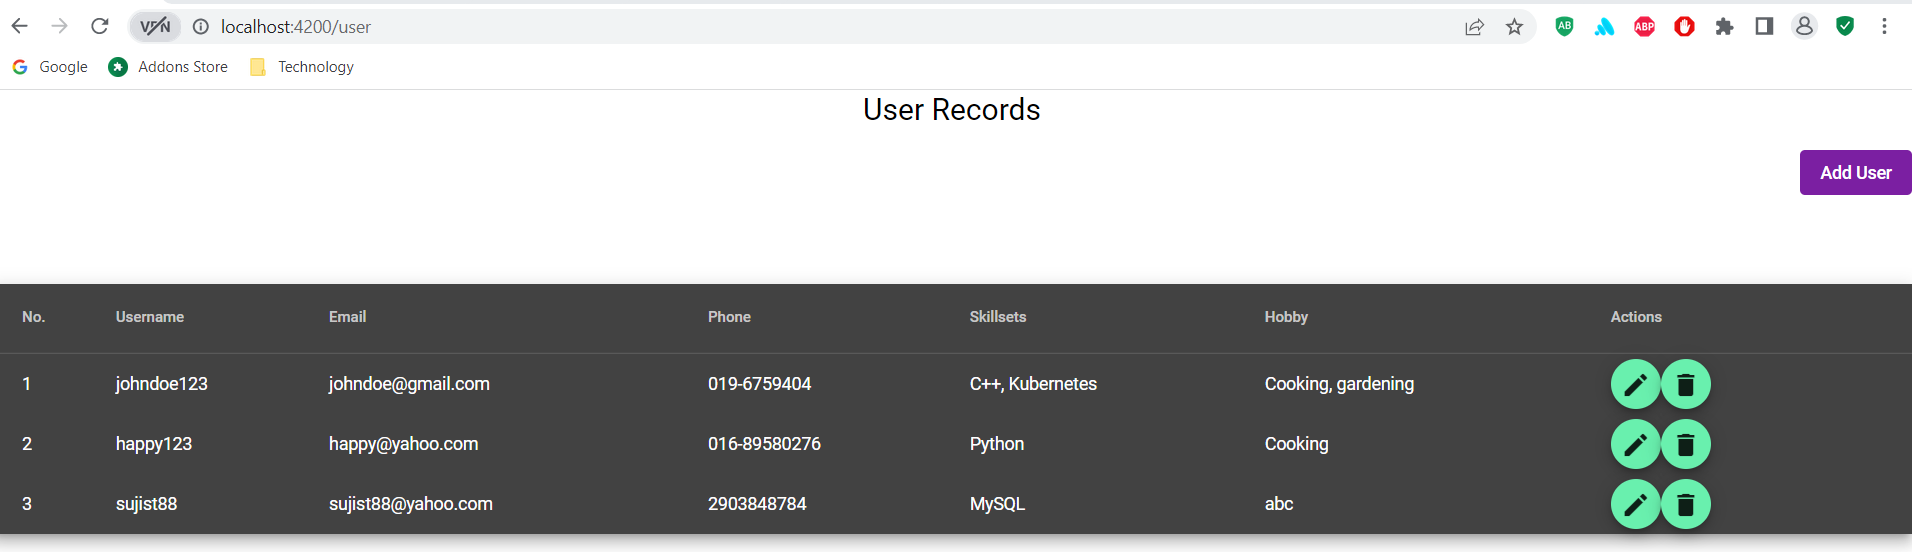 VPN localhost:4200/user AB ABP
Google Addons Store Technology
User Records
Add User
No. Username Email Phone Skillsets Hobby Actions
1 johndoe123 johndoe@gmail.com 019-6759404 C++, Kubernetes Cooking, gardening
2 happy123 happy@yahoo.com 016-89580276 Python Cooking
3 sujist88 sujist88@yahoo.com 2903848784 MySQL abc